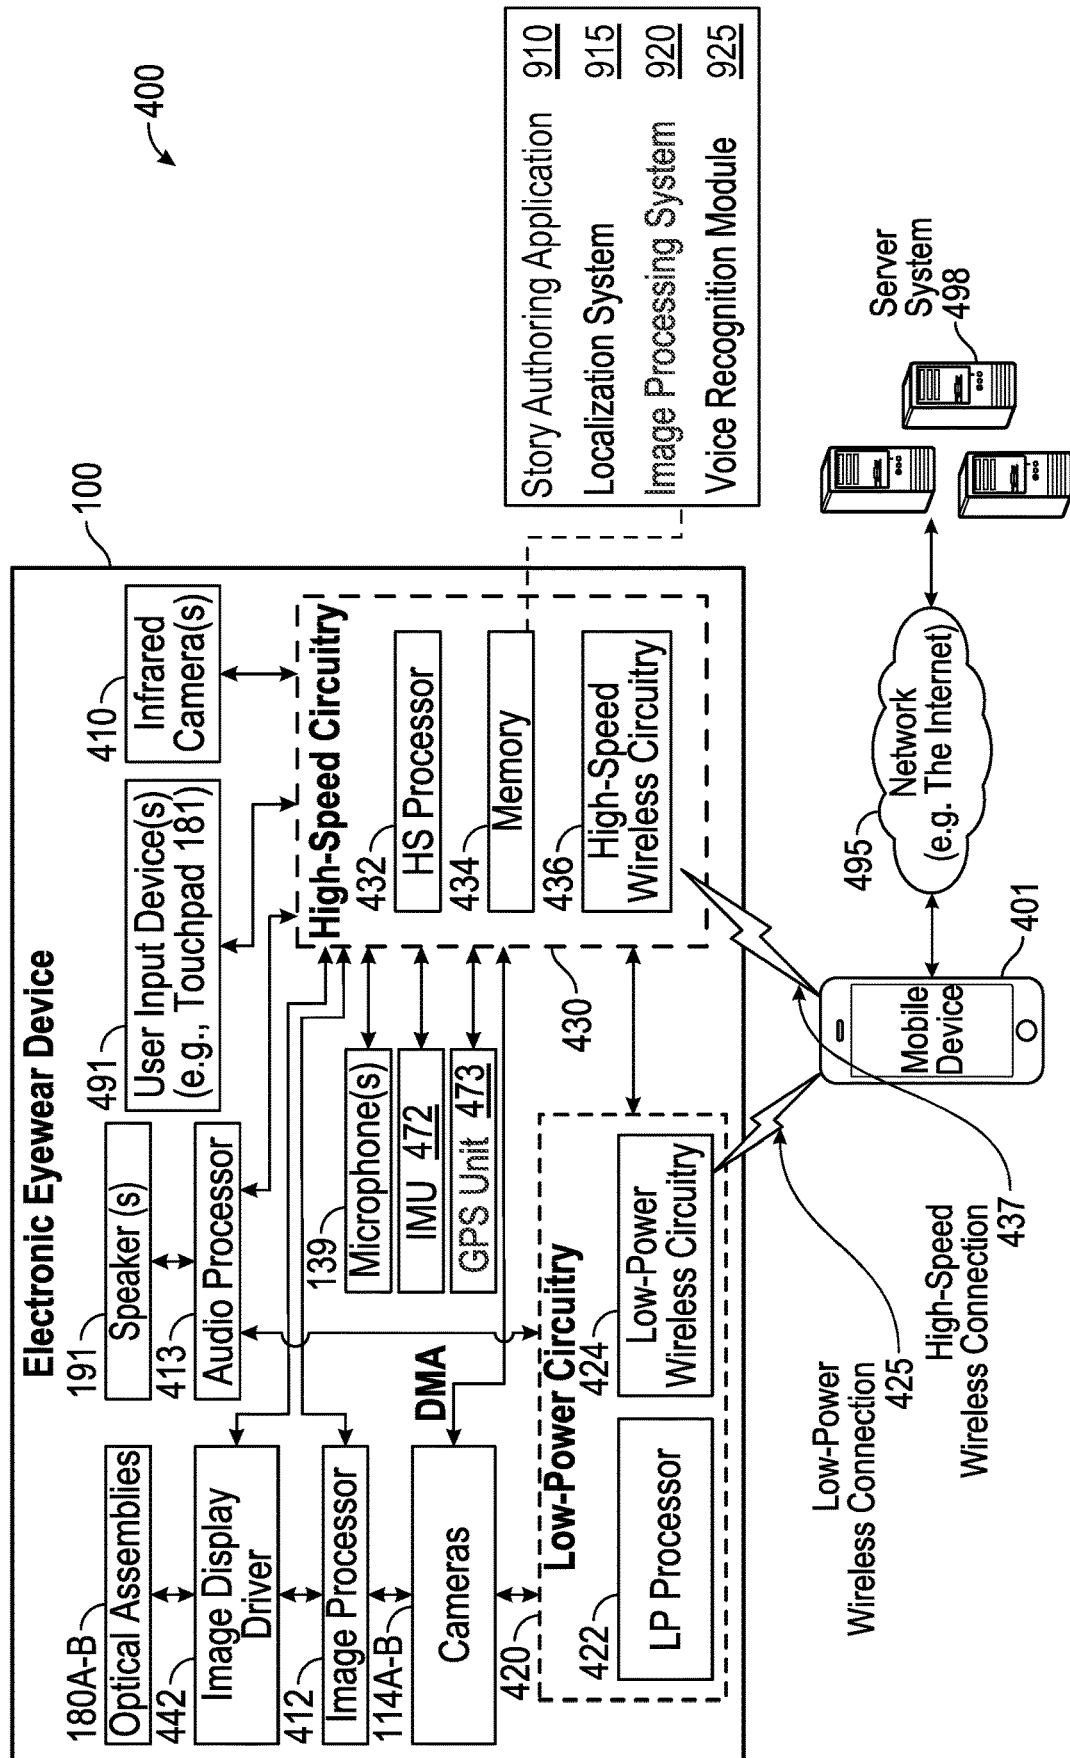 400
Electronic Eyewear Device
100
180A-B
Optical Assemblies
442
Image Display
Driver
412
Image Processor
114A-B
Cameras
191
Speaker (s)
413
Audio Processor
491
User Input Device(s)
(e.g., Touchpad 181)
410
Infrared
Camera(s)
DMA
139
Microphone(s)
IMU 472
GPS Unit 473
High-Speed Circuitry
432
HS Processor
434
Memory
436
High-Speed
Wireless Circuitry
430
420
Low-Power Circuitry
422
LP Processor
424
Low-Power
Wireless Circuitry
Story Authoring Application 910
Localization System 915
Image Processing System 920
Voice Recognition Module 925
Low-Power
Wireless Connection
425
High-Speed
Wireless Connection
437
Mobile
Device
401
495
Network
(e.g. The Internet)
Server
System
498